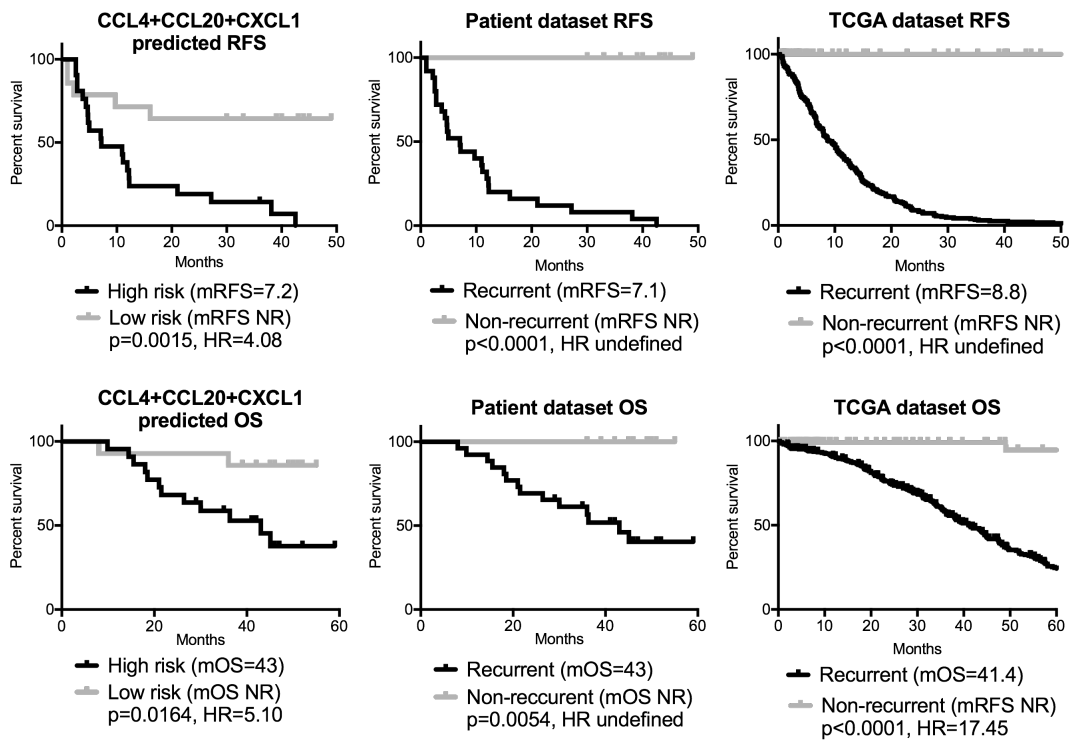 CCL4+CCL20+CXCL1
predicted RFS
Percent survival
100
50
0
0 10 20 30 40 50
Months
High risk (mRFS=7.2)
Low risk (mRFS NR)
p=0.0015, HR=4.08
Patient dataset RFS
Percent survival
100
50
0
0 10 20 30 40 50
Months
Recurrent (mRFS=7.1)
Non-recurrent (mRFS NR)
p<0.0001, HR undefined
TCGA dataset RFS
Percent survival
100
50
0
0 10 20 30 40 50
Months
Recurrent (mRFS=8.8)
Non-recurrent (mRFS NR)
p<0.0001, HR undefined
CCL4+CCL20+CXCL1
predicted OS
Percent survival
100
50
0
0 20 40 60
Months
High risk (mOS=43)
Low risk (mOS NR)
p=0.0164, HR=5.10
Patient dataset OS
Percent survival
100
50
0
0 20 40 60
Months
Recurrent (mOS=43)
Non-reccurent (mOS NR)
p=0.0054, HR undefined
TCGA dataset OS
Percent survival
100
50
0
0 10 20 30 40 50 60
Months
Recurrent (mOS=41.4)
Non-recurrent (mRFS NR)
p<0.0001, HR=17.45